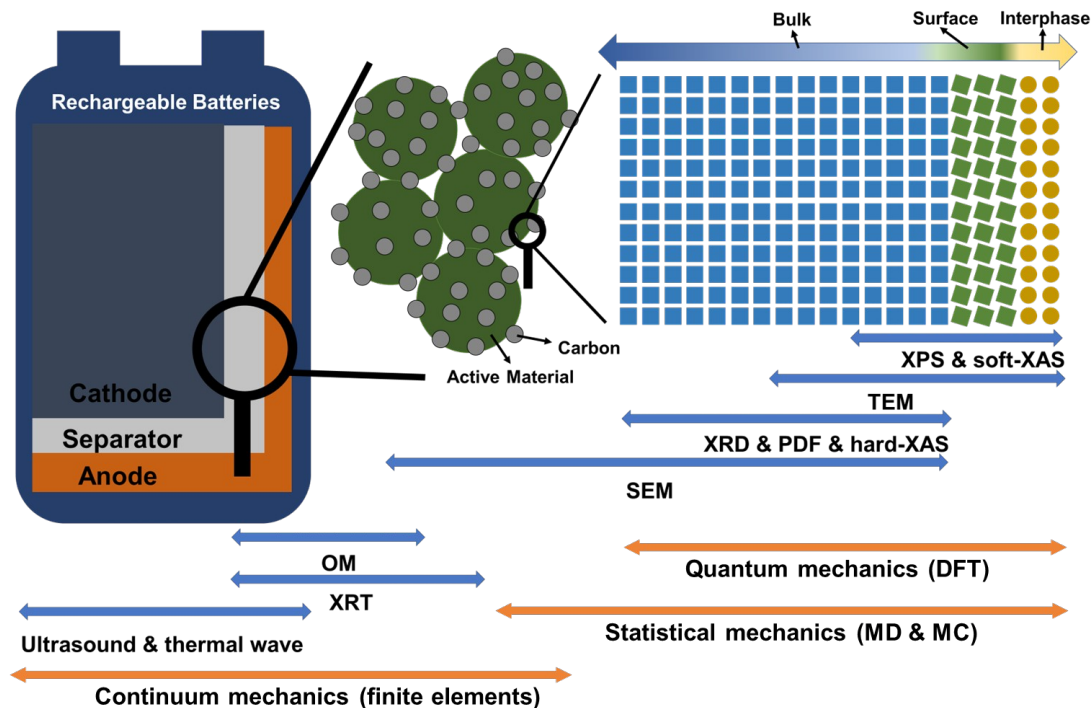 Bulk
Surface
Interphase
Rechargeable Batteries
Carbon
Active Material
Cathode
Separator
Anode
XPS & soft-XAS
TEM
XRD & PDF & hard-XAS
SEM
OM
Quantum mechanics (DFT)
XRT
Statistical mechanics (MD & MC)
Ultrasound & thermal wave
Continuum mechanics (finite elements)